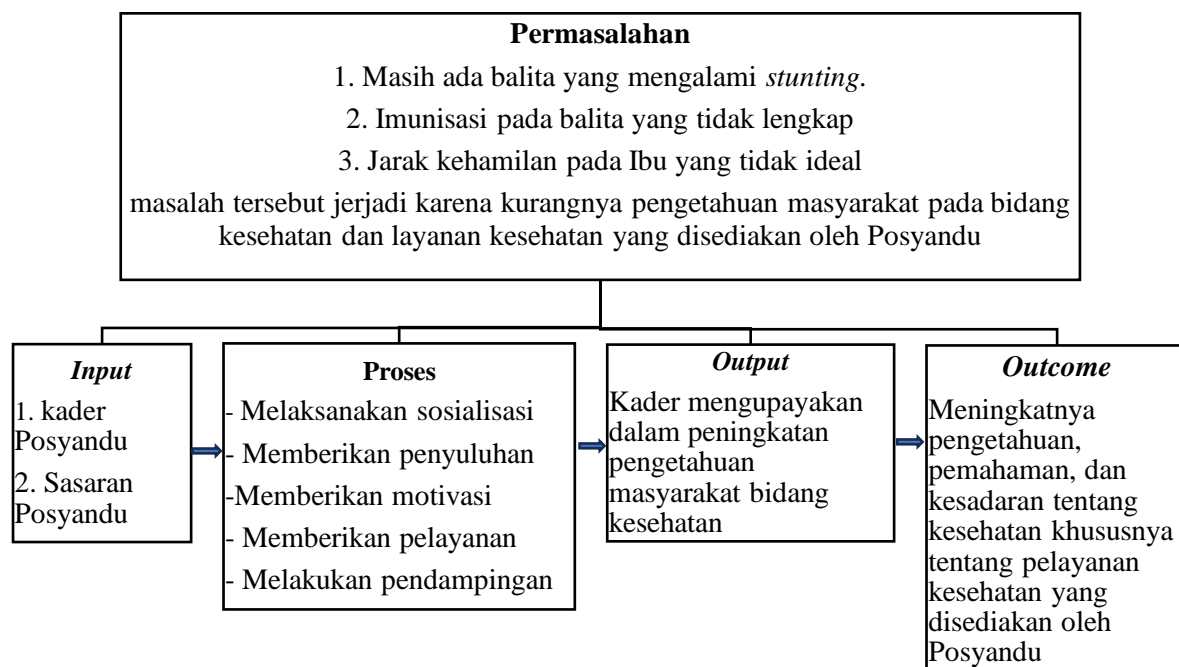 Permasalahan
1. Masih ada balita yang mengalami stunting.
2. Imunisasi pada balita yang tidak lengkap
3. Jarak kehamilan pada Ibu yang tidak ideal
masalah tersebut jerjadi karena kurangnya pengetahuan masyarakat pada bidang
kesehatan dan layanan kesehatan yang disediakan oleh Posyandu
Input
1. kader
Posyandu
2. Sasaran
Posyandu
Proses
- Melaksanakan sosialisasi
- Memberikan penyuluhan
-Memberikan motivasi
- Memberikan pelayanan
- Melakukan pendampingan
Output
Kader mengupayakan
dalam peningkatan
pengetahuan
masyarakat bidang
kesehatan
Outcome
Meningkatnya
pengetahuan,
pemahaman, dan
kesadaran tentang
kesehatan khususnya
tentang pelayanan
kesehatan yang
disediakan oleh
Posyandu